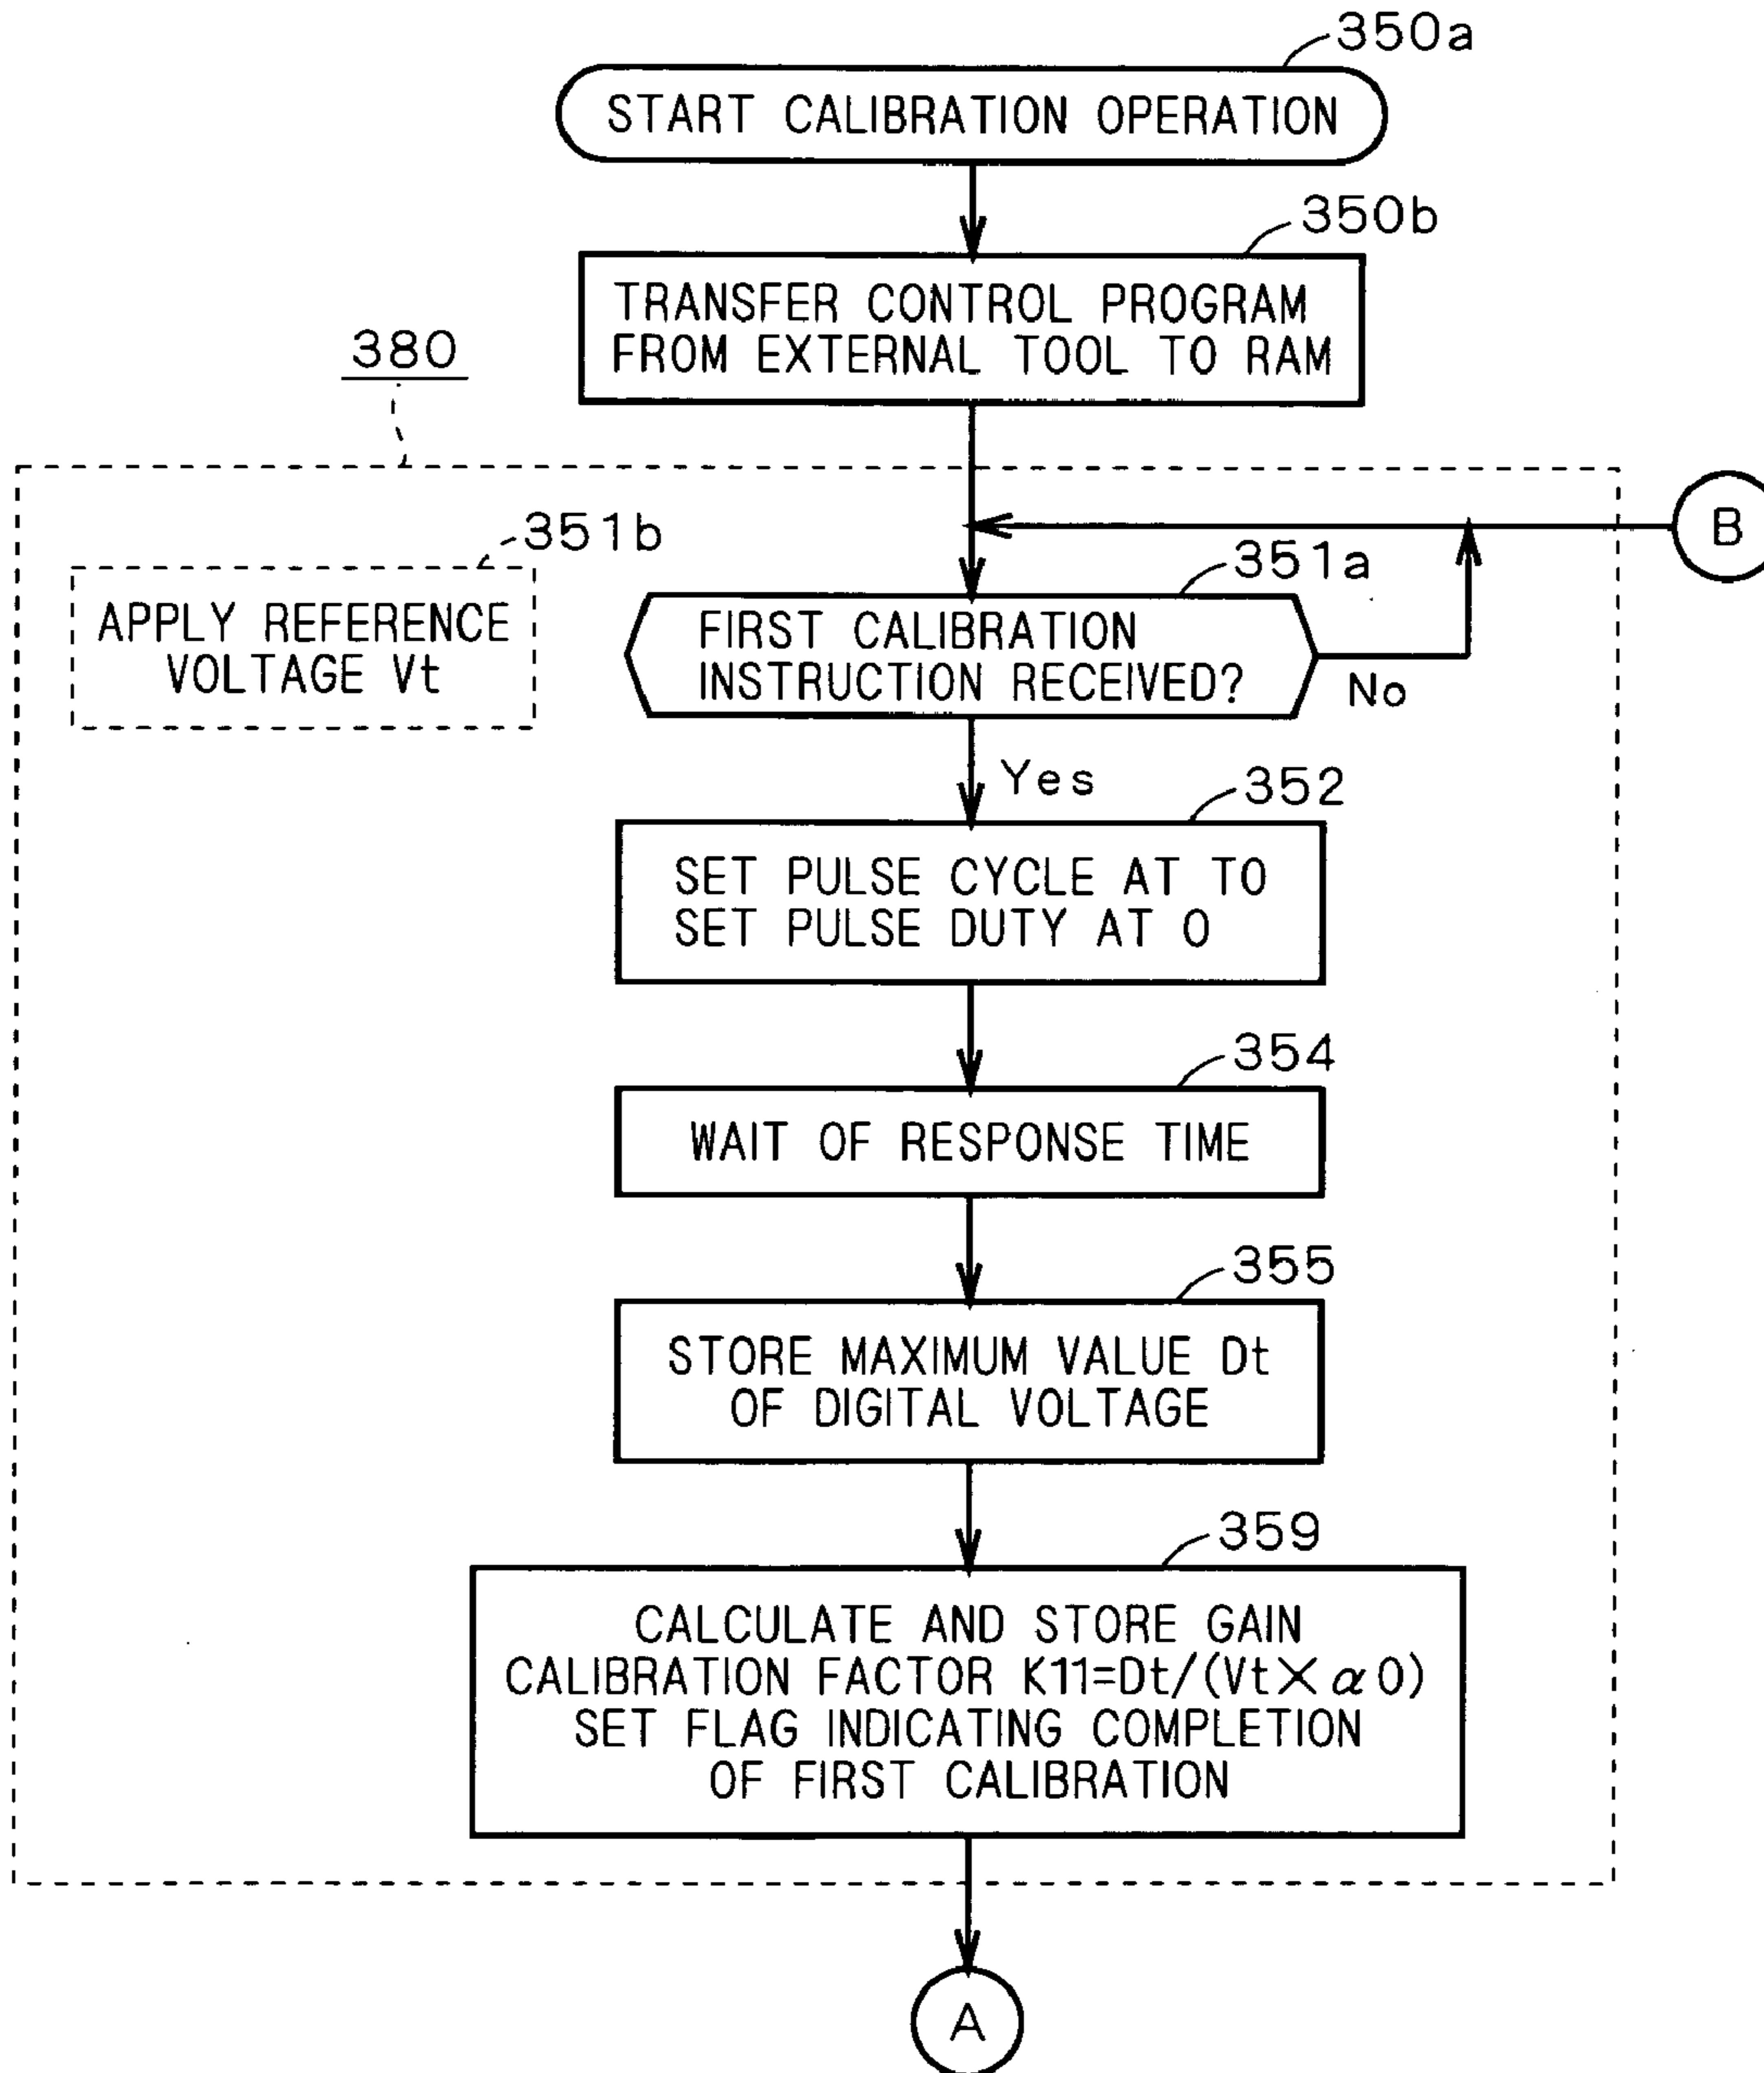 350a
START CALIBRATION OPERATION
350b
TRANSFER CONTROL PROGRAM
FROM EXTERNAL TOOL TO RAM
380
B
351b
351a
APPLY REFERENCE
VOLTAGE Vt
FIRST CALIBRATION
INSTRUCTION RECEIVED?
No
Yes
352
SET PULSE CYCLE AT T0
SET PULSE DUTY AT 0
354
WAIT OF RESPONSE TIME
355
STORE MAXIMUM VALUE Dt
OF DIGITAL VOLTAGE
359
CALCULATE AND STORE GAIN
CALIBRATION FACTOR K11=Dt/(Vt×α0)
SET FLAG INDICATING COMPLETION
OF FIRST CALIBRATION
A